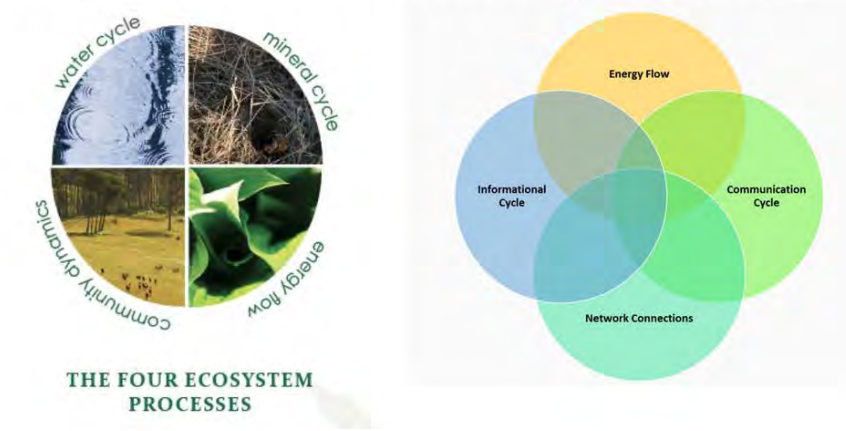 water cycle
mineral cycle
community dynamics
energy flow
THE FOUR ECOSYSTEM
PROCESSES
Energy Flow
Informational
Cycle
Communication
Cycle
Network Connections